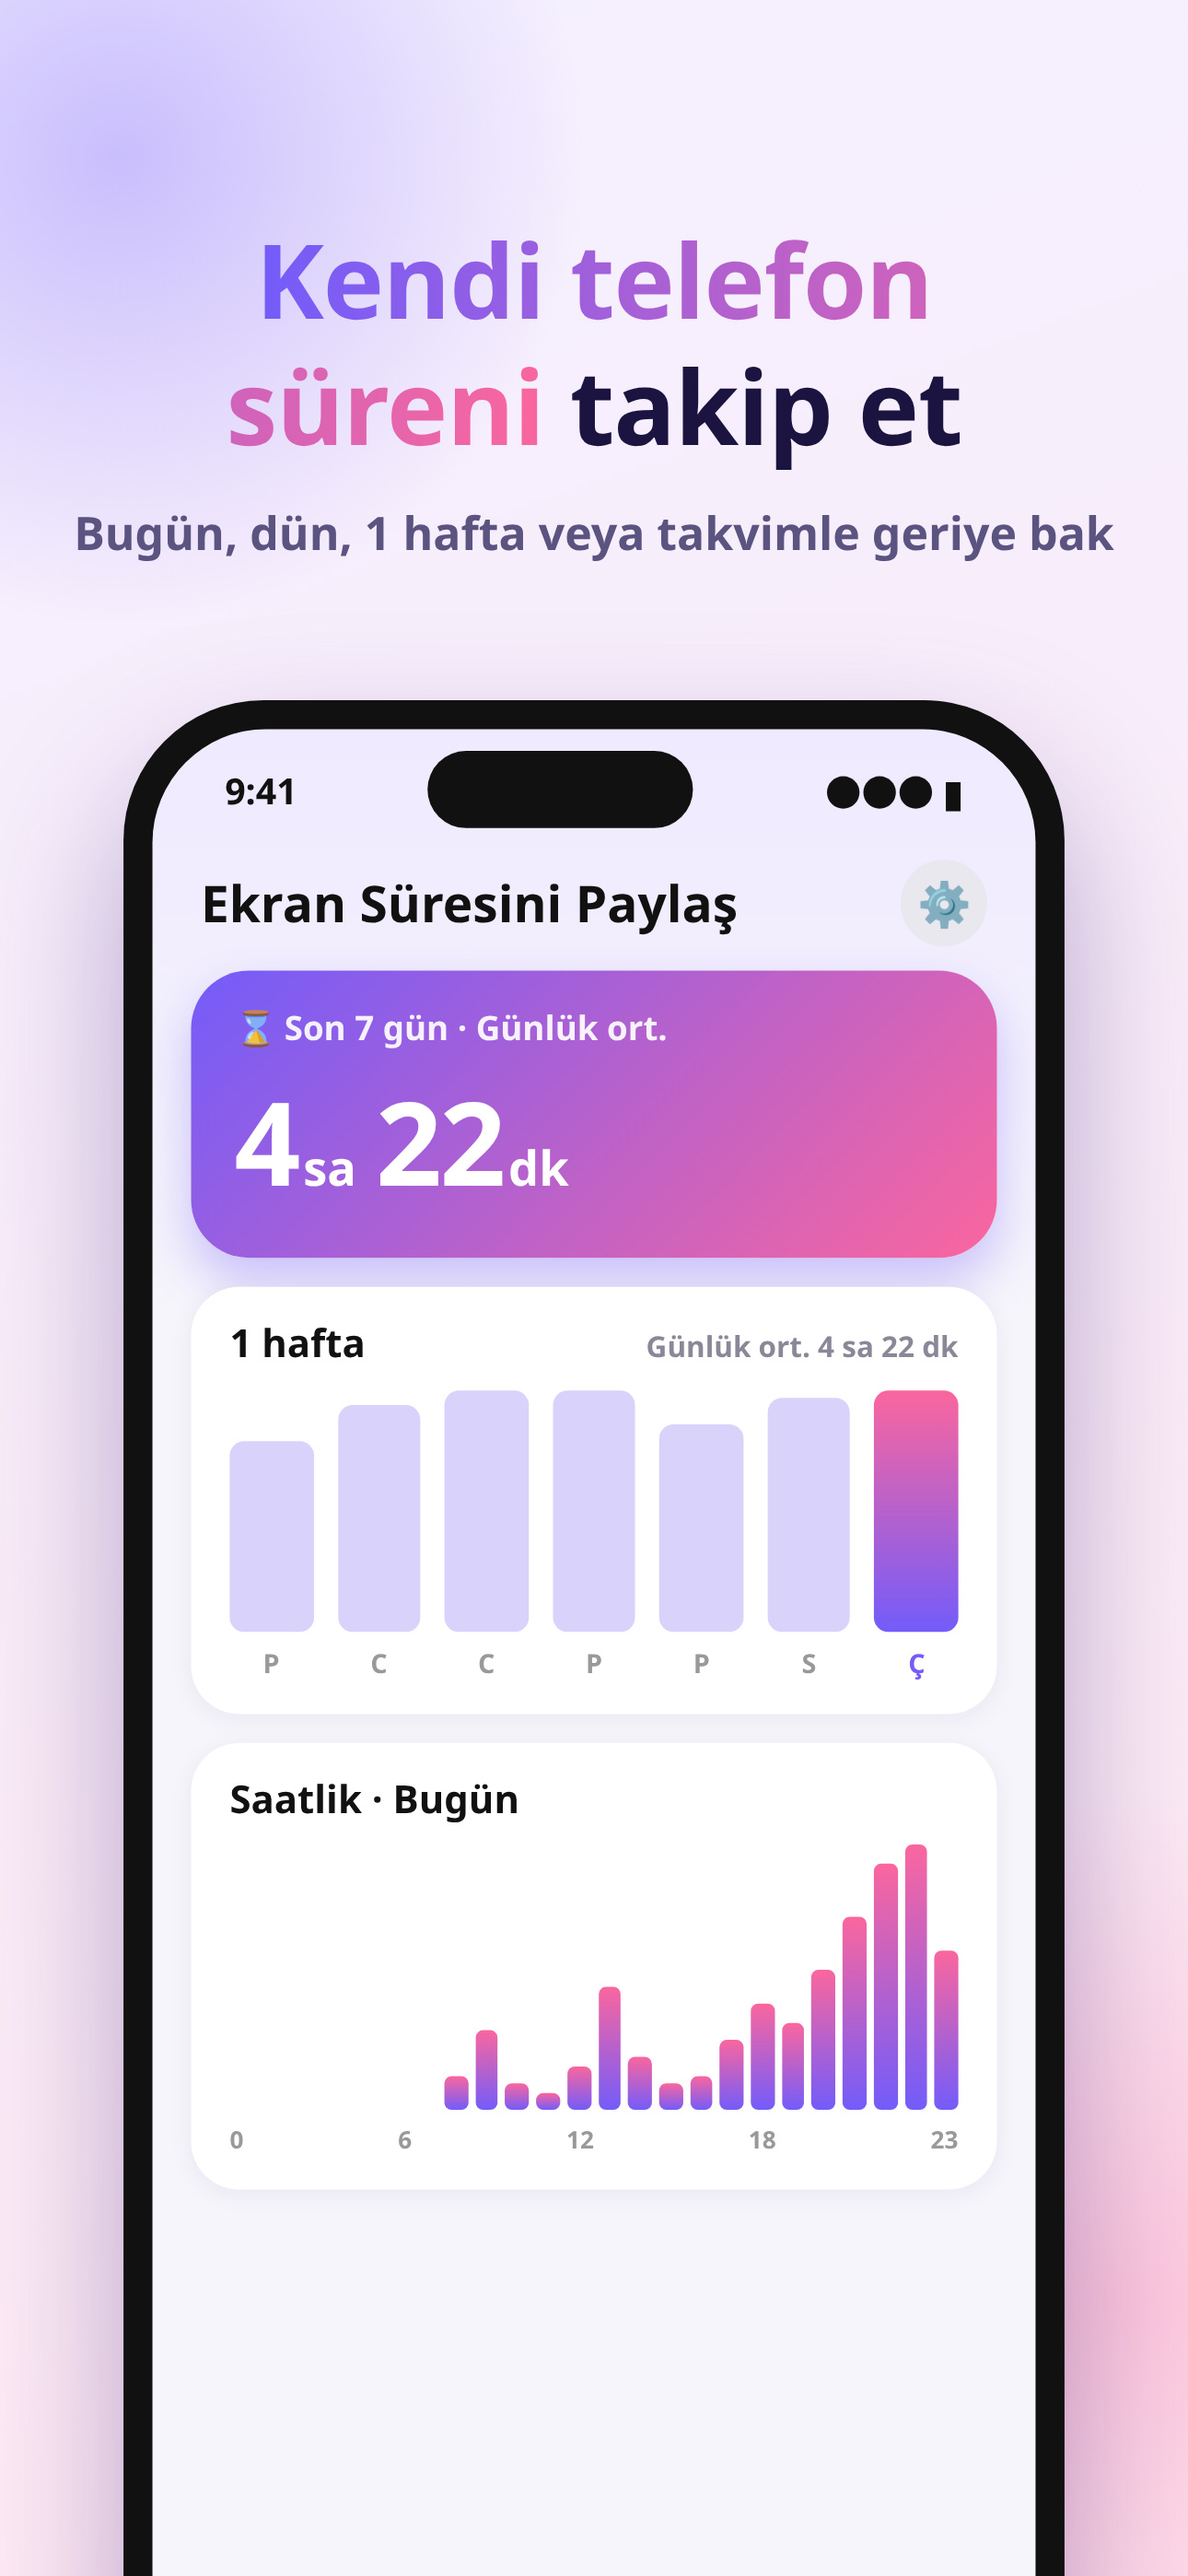 Kendi telefon
süreni takip et
Bugün, dün, 1 hafta veya takvimle geriye bak
9:41
Ekran Süresini Paylaş
⌛ Son 7 gün · Günlük ort.
4sa 22dk
1 hafta
Günlük ort. 4 sa 22 dk
P C C P P S Ç
Saatlik · Bugün
0 6 12 18 23